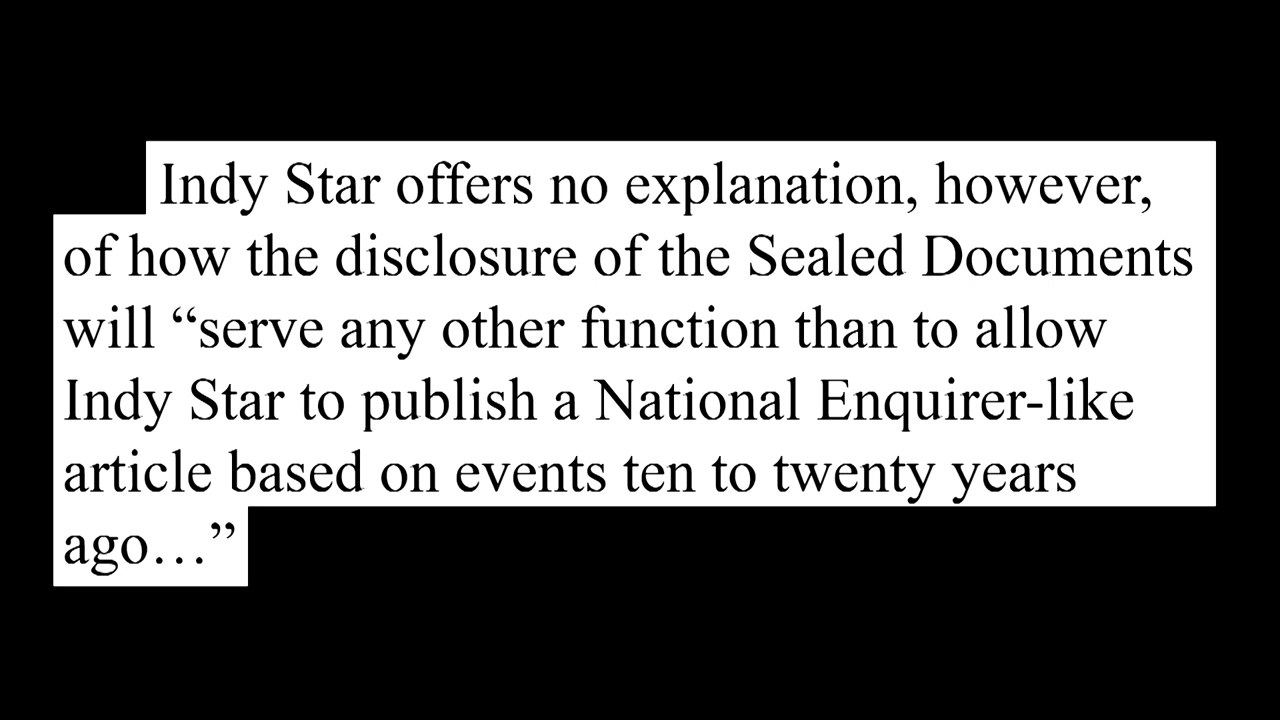 Indy Star offers no explanation, however,
of how the disclosure of the Sealed Documents
will “serve any other function than to allow
Indy Star to publish a National Enquirer-like
article based on events ten to twenty years
ago…”